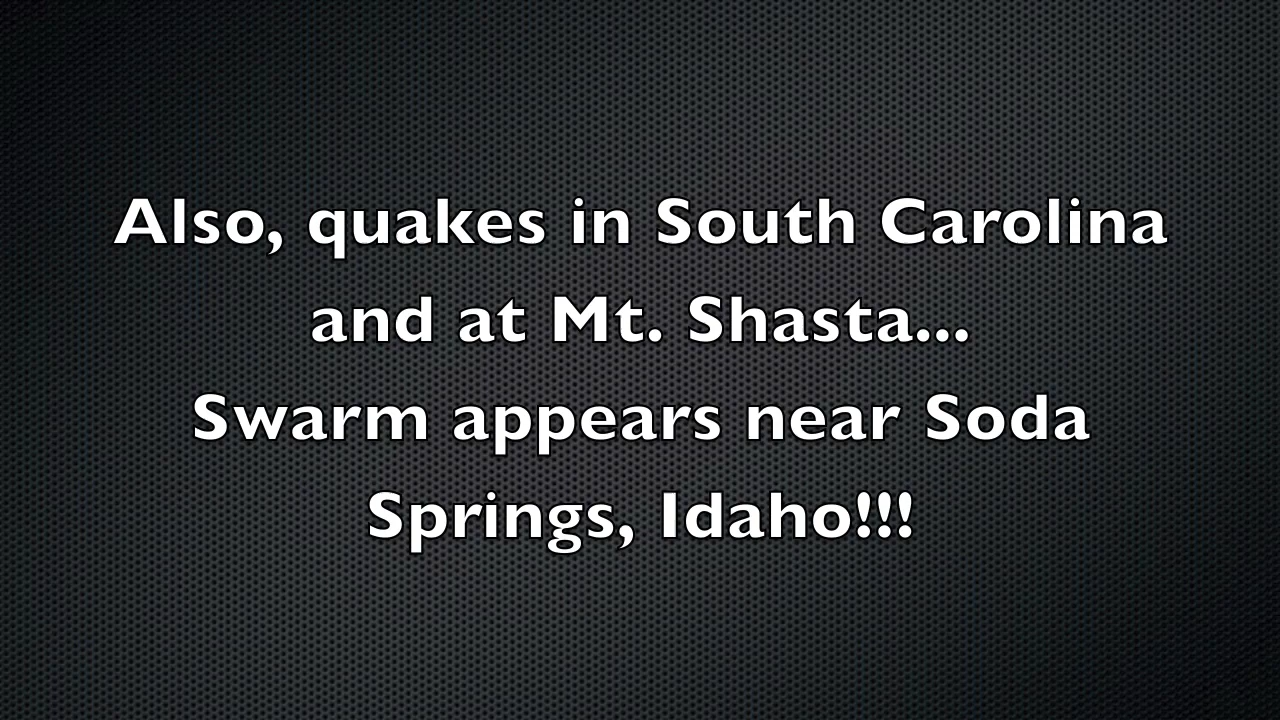 Also, quakes in South Carolina
and at Mt. Shasta...
Swarm appears near Soda
Springs, Idaho!!!